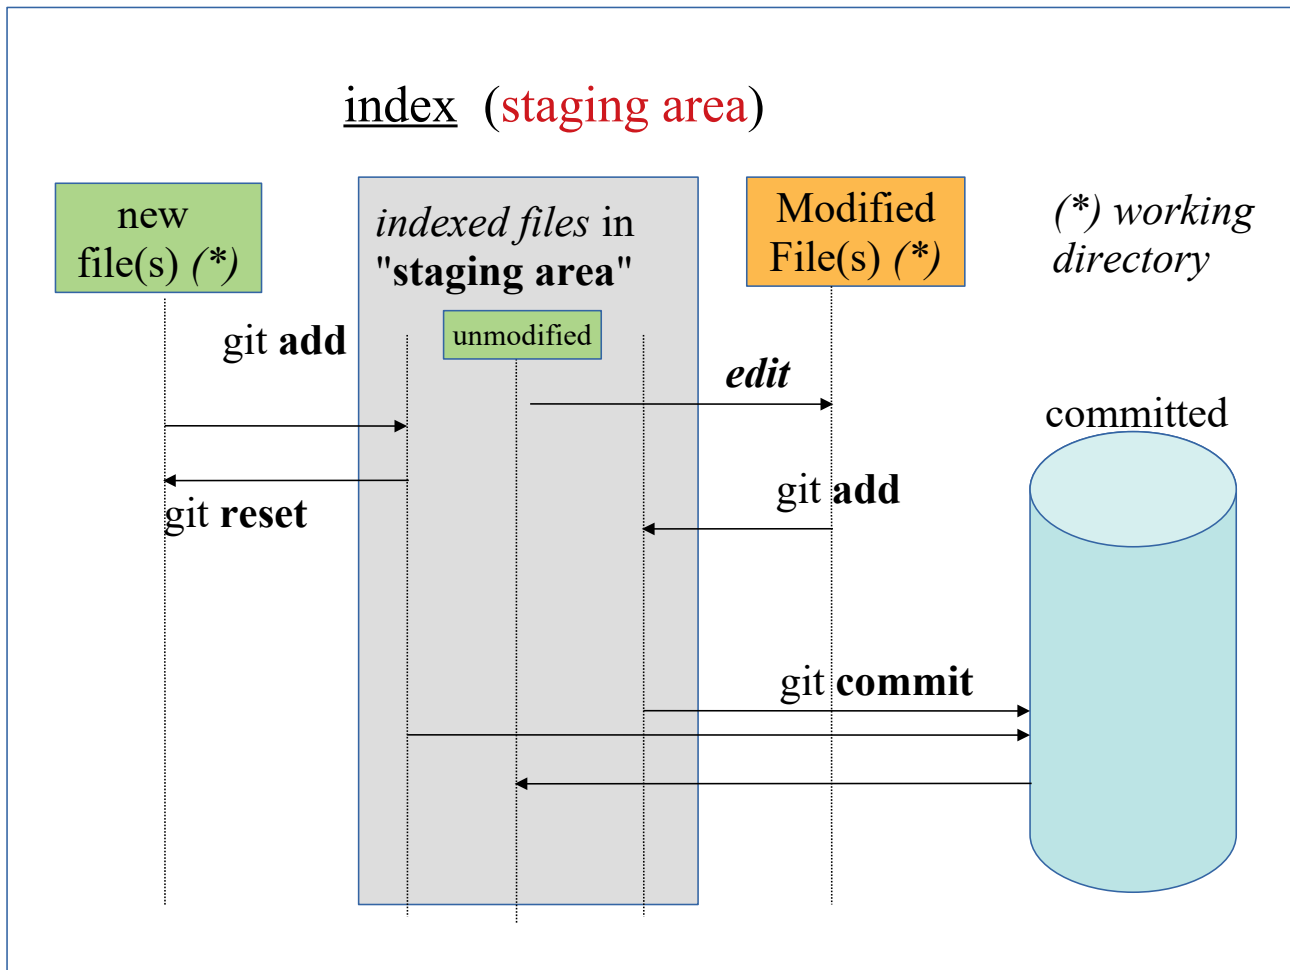 index (staging area)
new
file(s) (*)
indexed files in
"staging area"
unmodified
Modified
File(s) (*)
(*) working
directory
git add
edit
committed
git reset
git add
git commit